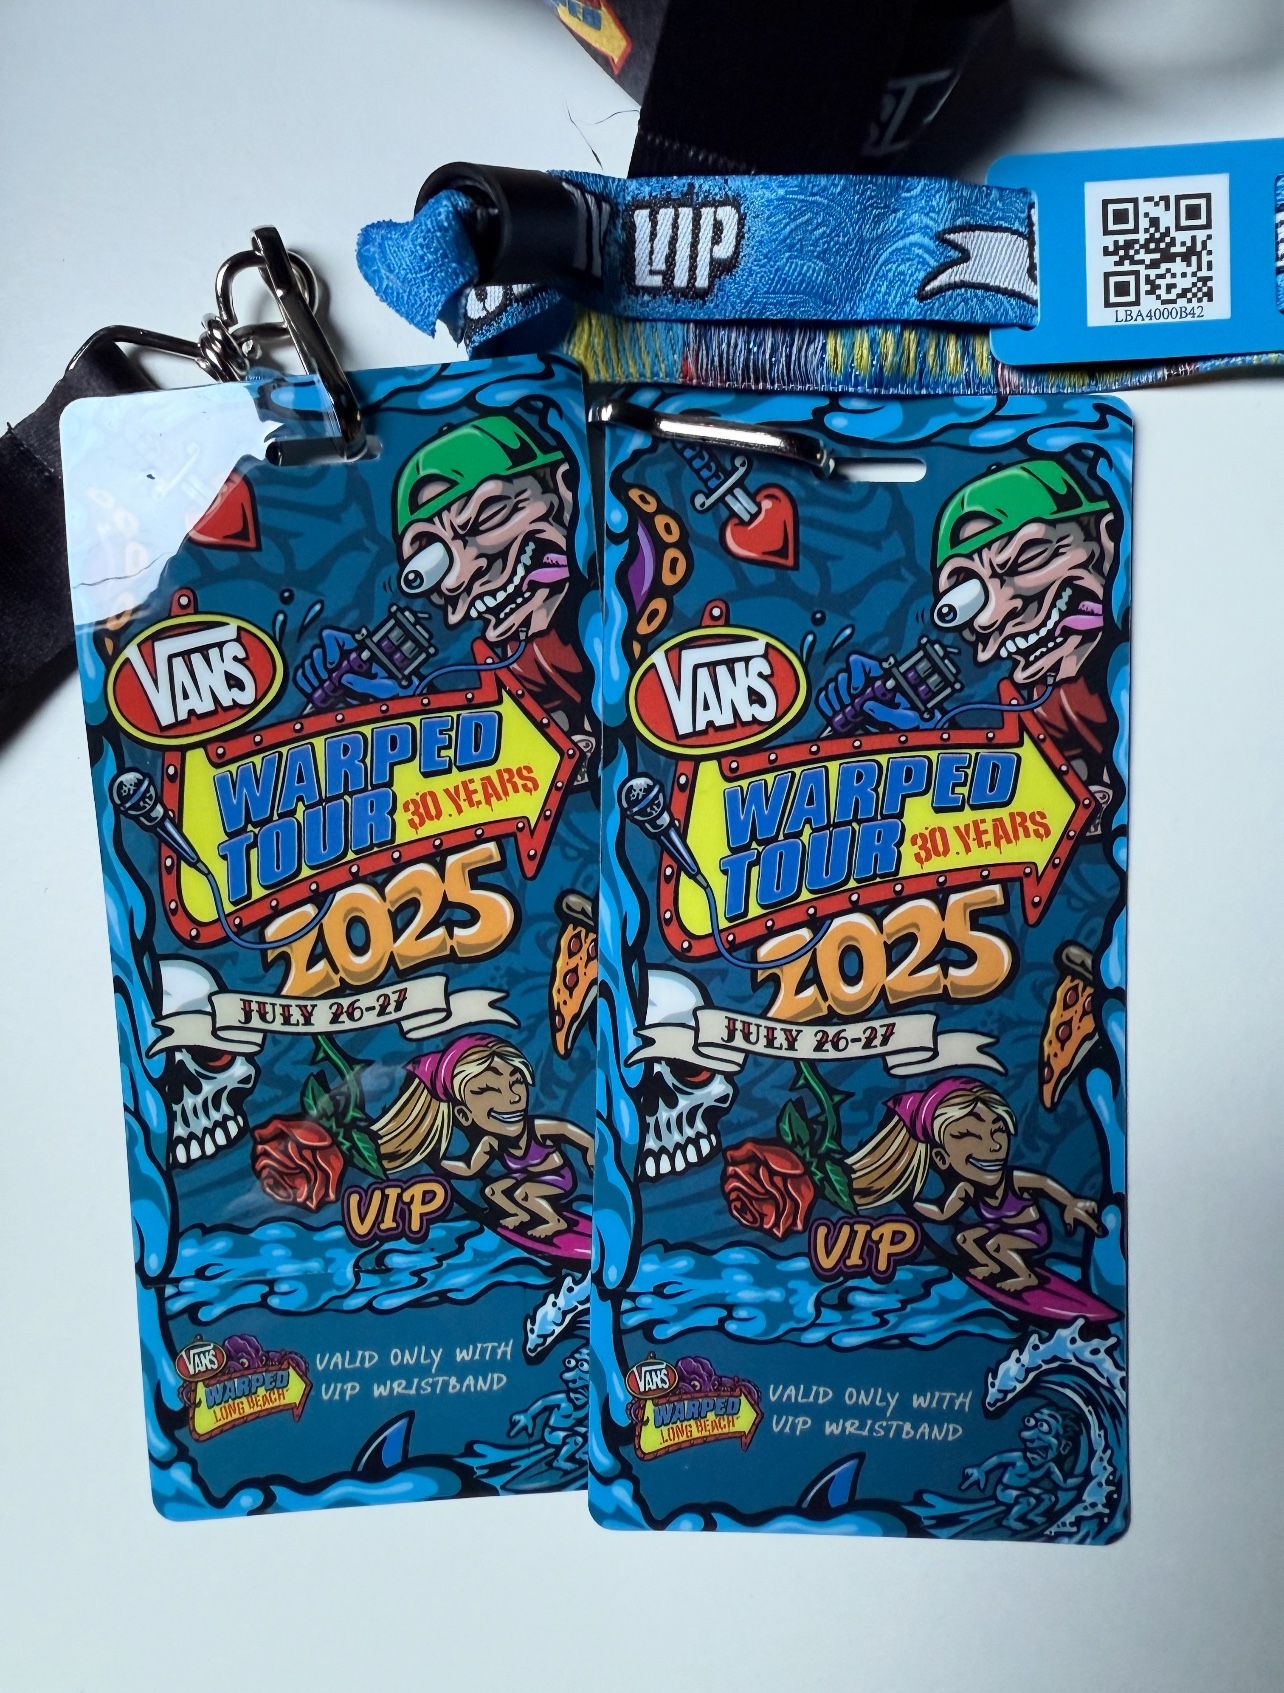 VIP
LBA4000B42
VANS
WARPED
TOUR 30 YEARS
2025
JULY 26-27
VIP
VANS
WARPED
LONG BEACH
VALID ONLY WITH
VIP WRISTBAND
VANS
WARPED
TOUR 30 YEARS
2025
JULY 26-27
VIP
VANS
WARPED
LONG BEACH
VALID ONLY WITH
VIP WRISTBAND